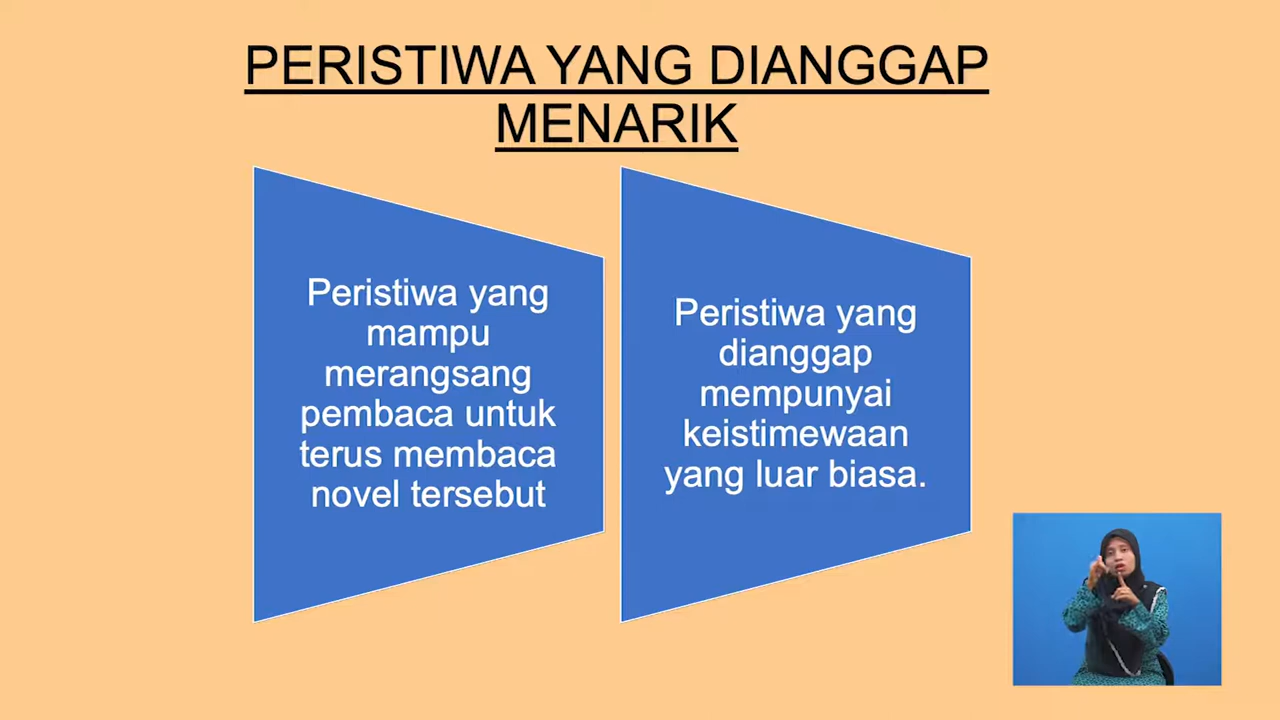 PERISTIWA YANG DIANGGAP
MENARIK
Peristiwa yang
mampu
merangsang
pembaca untuk
terus membaca
novel tersebut
Peristiwa yang
dianggap
mempunyai
keistimewaan
yang luar biasa.